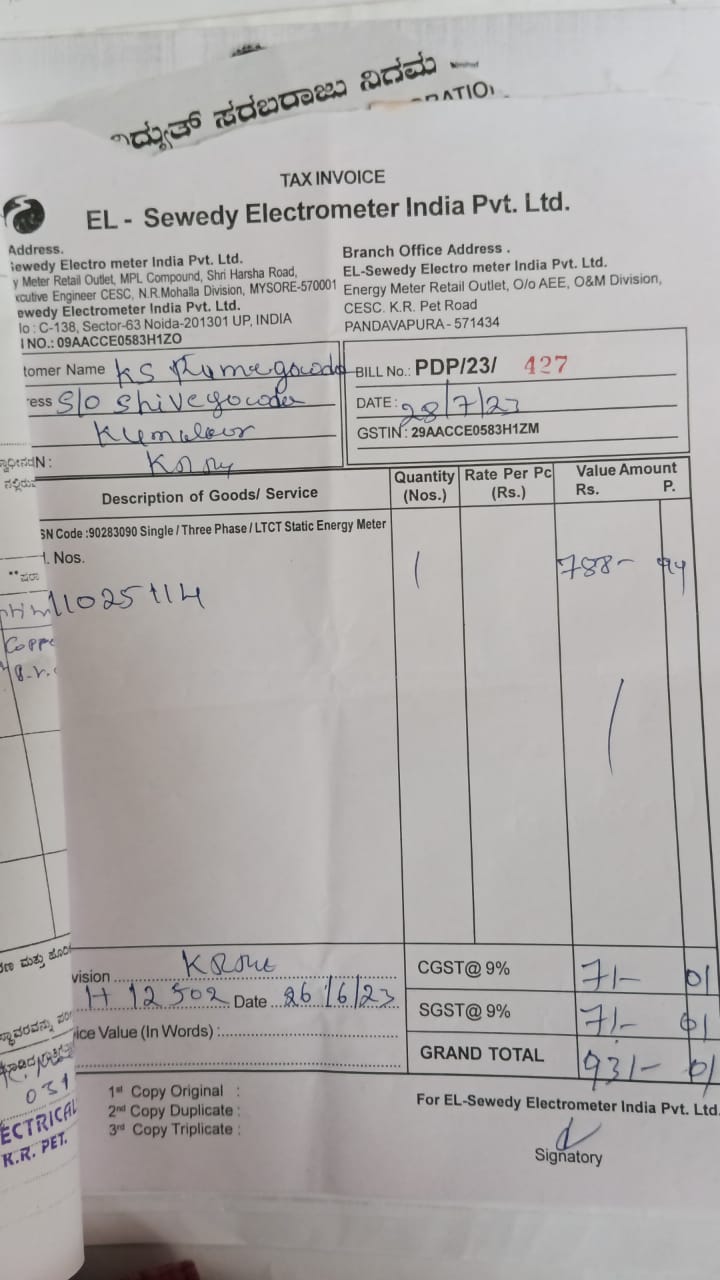 ಸರಬರಾಜು ನಿಗಮ
TAX INVOICE
EL - Sewedy Electrometer India Pvt. Ltd.
Address.
Sewedy Electro meter India Pvt. Ltd.
y Meter Retail Outlet, MPL Compound, Shri Harsha Road,
xcutive Engineer CESC, N.R.Mohalla Division, MYSORE-570001
ewedy Electrometer India Pvt. Ltd.
lo : C-138, Sector-63 Noida-201301 UP, INDIA
NO.: 09AACCE0583H1ZO
Branch Office Address .
EL-Sewedy Electro meter India Pvt. Ltd.
Energy Meter Retail Outlet, O/o AEE, O&M Division,
CESC. K.R. Pet Road
PANDAVAPURA - 571434
tomer Name KS
ress S/o Shivegowda
N :
BILL No.: PDP/23/ 427
DATE : 28/7/23
GSTIN : 29AACCE0583H1ZM
Description of Goods/ Service
Quantity (Nos.)
Rate Per Pc (Rs.)
Value Amount
Rs. P.
SN Code :90283090 Single / Three Phase / LTCT Static Energy Meter
l. Nos.
1 788- 94
11025114
vision
H 12502 Date 26/6/23
ice Value (In Words) :
CGST@ 9% 71- 01
SGST@ 9% 71- 01
GRAND TOTAL 931- 01
1st Copy Original :
2nd Copy Duplicate :
3rd Copy Triplicate :
For EL-Sewedy Electrometer India Pvt. Ltd.
Signatory
031
ECTRICAL
K.R. PET.